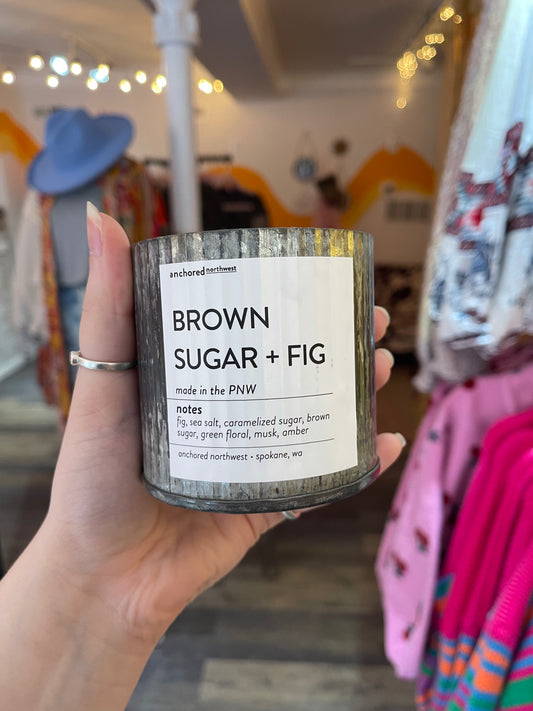 anchored northwest
BROWN
SUGAR + FIG
made in the PNW
notes
fig, sea salt, caramelized sugar, brown
sugar, green floral, musk, amber
anchored northwest • spokane, wa